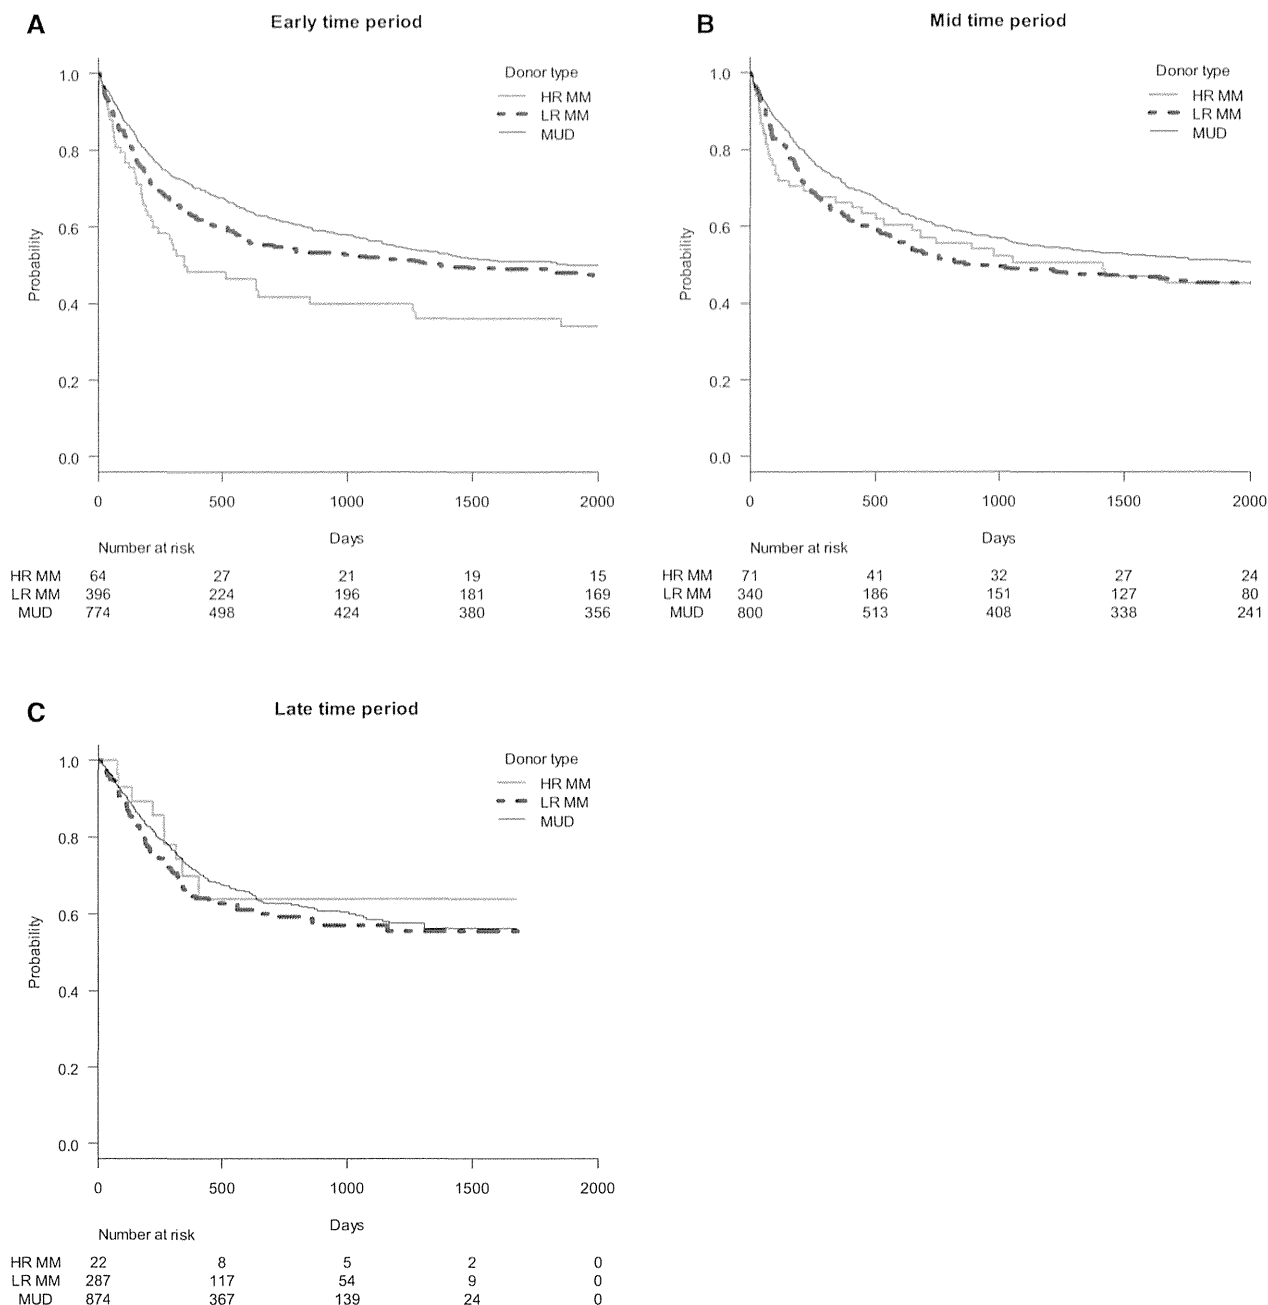 A
Early time period
Donor type
HR MM
LR MM
MUD
Probability
1.0
0.8
0.6
0.4
0.2
0.0
0 500 1000 1500 2000
Days
Number at risk
HR MM 64 27 21 19 15
LR MM 396 224 196 181 169
MUD 774 498 424 380 356
B
Mid time period
Donor type
HR MM
LR MM
MUD
Probability
1.0
0.8
0.6
0.4
0.2
0.0
0 500 1000 1500 2000
Days
Number at risk
HR MM 71 41 32 27 24
LR MM 340 186 151 127 80
MUD 800 513 408 338 241
C
Late time period
Donor type
HR MM
LR MM
MUD
Probability
1.0
0.8
0.6
0.4
0.2
0.0
0 500 1000 1500 2000
Days
Number at risk
HR MM 22 8 5 2 0
LR MM 287 117 54 9 0
MUD 874 367 139 24 0